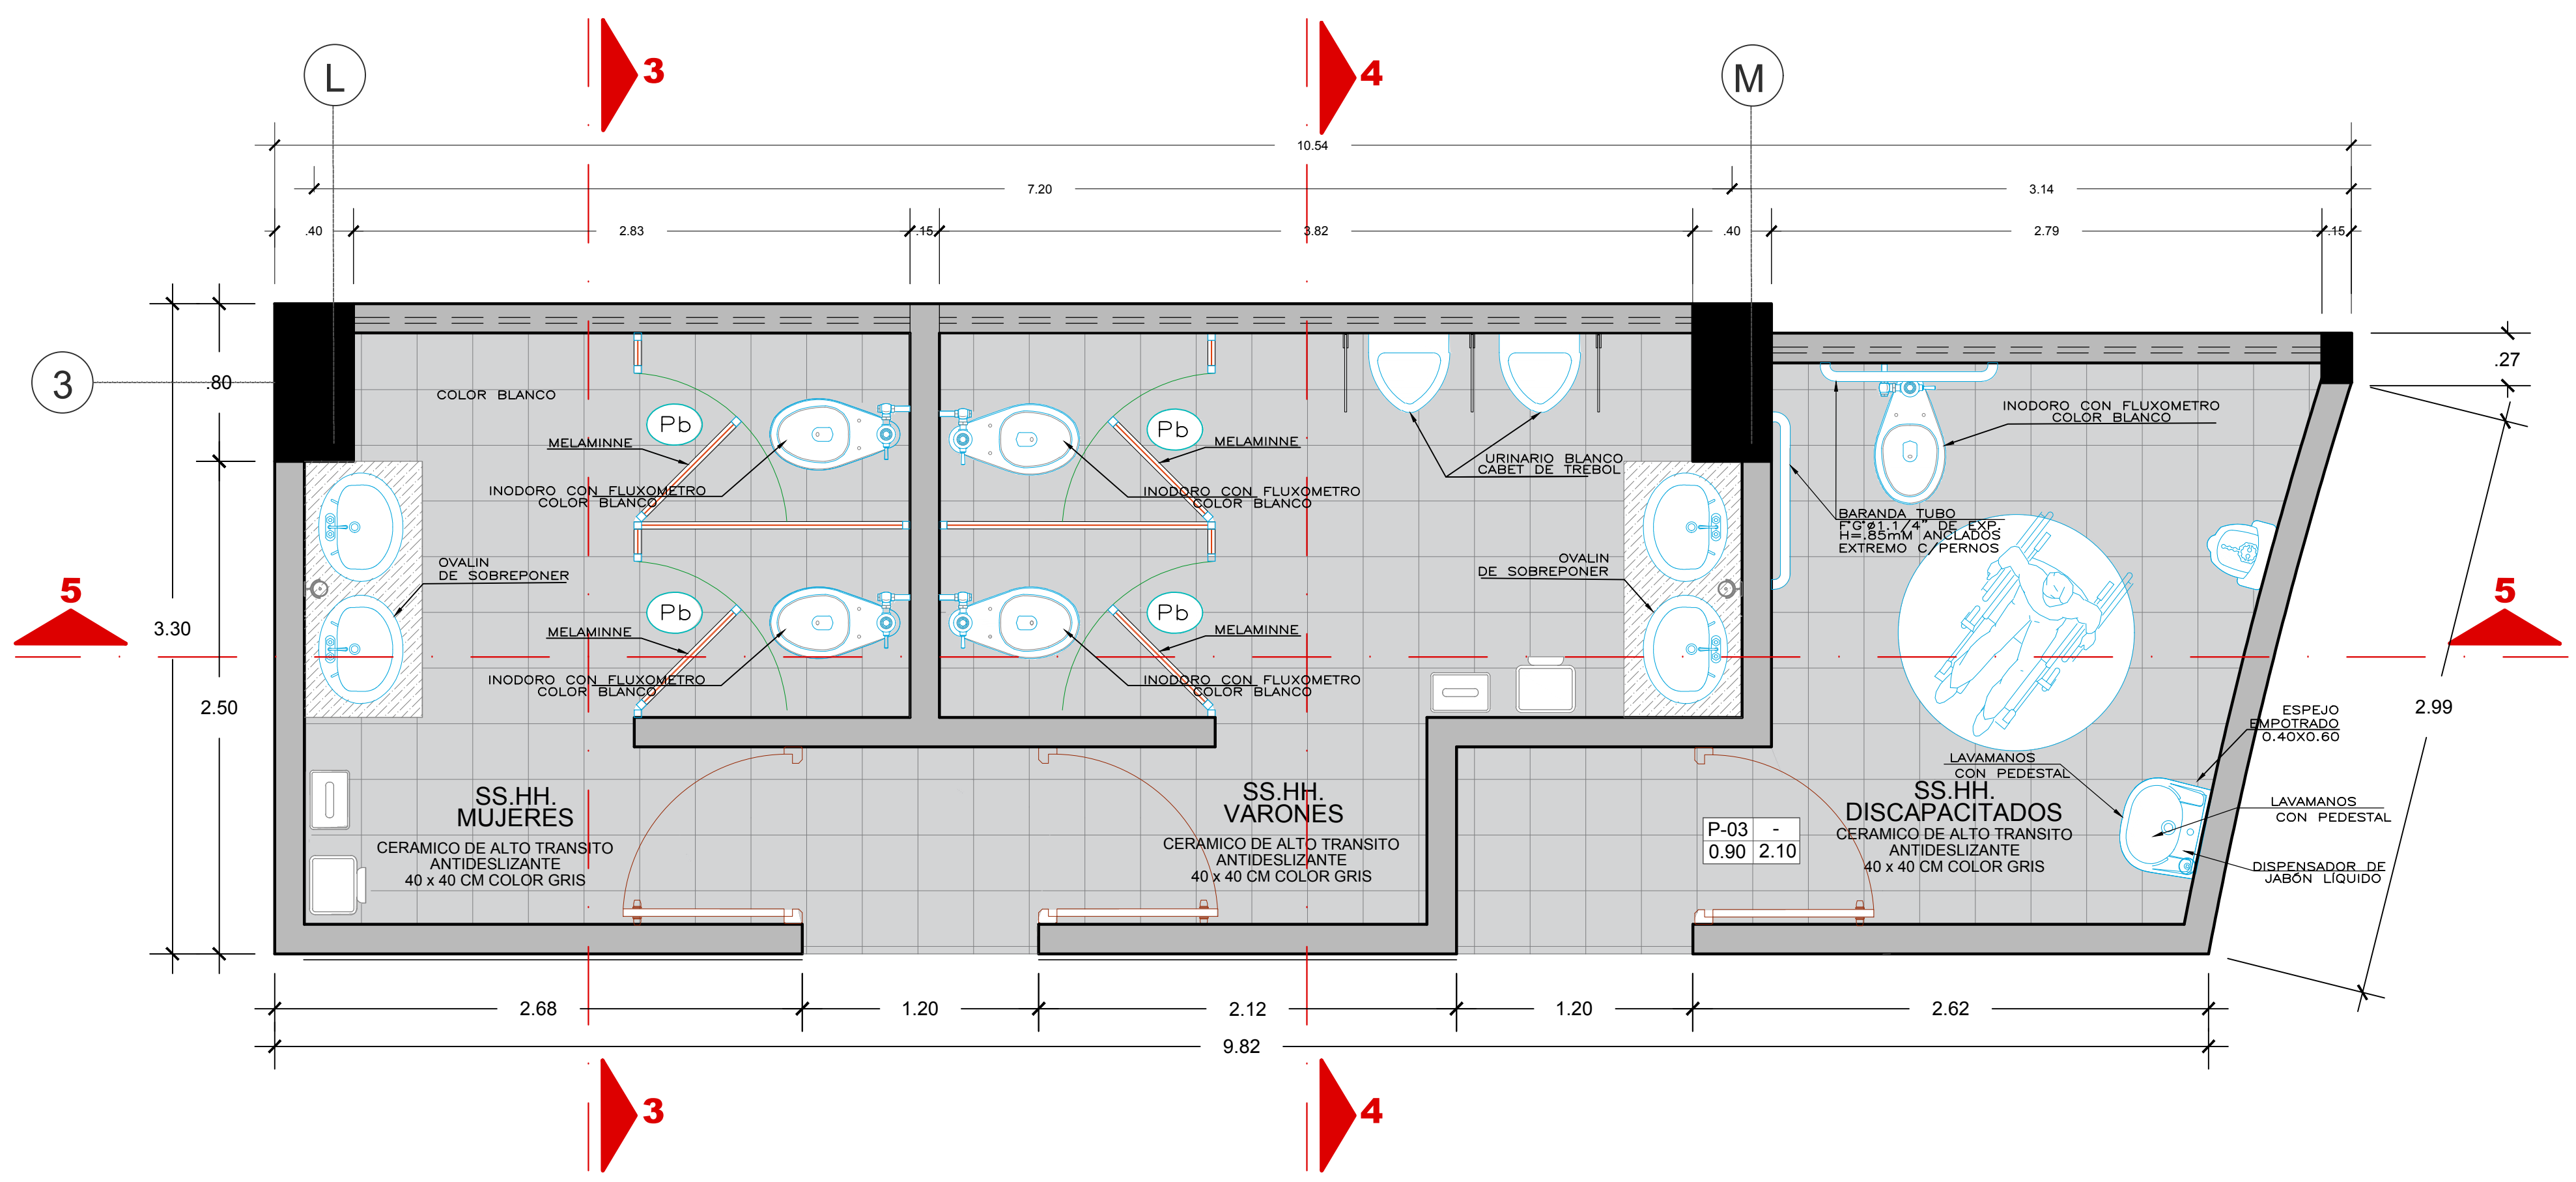 3
4
L
M
10.54
7.20
3.14
.40
2.83
.15
3.82
.40
2.79
.15
3
.80
3.30
2.50
.27
2.99
COLOR BLANCO
MELAMINNE
Pb
INODORO CON FLUXOMETRO
COLOR BLANCO
OVALIN
DE SOBREPONER
MELAMINNE
Pb
INODORO CON FLUXOMETRO
COLOR BLANCO
Pb
MELAMINNE
INODORO CON FLUXOMETRO
COLOR BLANCO
Pb
MELAMINNE
INODORO CON FLUXOMETRO
COLOR BLANCO
URINARIO BLANCO
CABET DE TREBOL
OVALIN
DE SOBREPONER
INODORO CON FLUXOMETRO
COLOR BLANCO
BARANDA TUBO
F°G°ø1.1/4" DE EXP.
H=.85mM ANCLADOS
EXTREMO C/PERNOS
5
5
ESPEJO
EMPOTRADO
0.40X0.60
LAVAMANOS
CON PEDESTAL
LAVAMANOS
CON PEDESTAL
DISPENSADOR DE
JABÓN LÍQUIDO
SS.HH.
MUJERES
CERAMICO DE ALTO TRANSITO
ANTIDESLIZANTE
40 x 40 CM COLOR GRIS
SS.HH.
VARONES
CERAMICO DE ALTO TRANSITO
ANTIDESLIZANTE
40 x 40 CM COLOR GRIS
P-03 -
0.90 2.10
SS.HH.
DISCAPACITADOS
CERAMICO DE ALTO TRANSITO
ANTIDESLIZANTE
40 x 40 CM COLOR GRIS
2.68
1.20
2.12
1.20
2.62
9.82
3
4